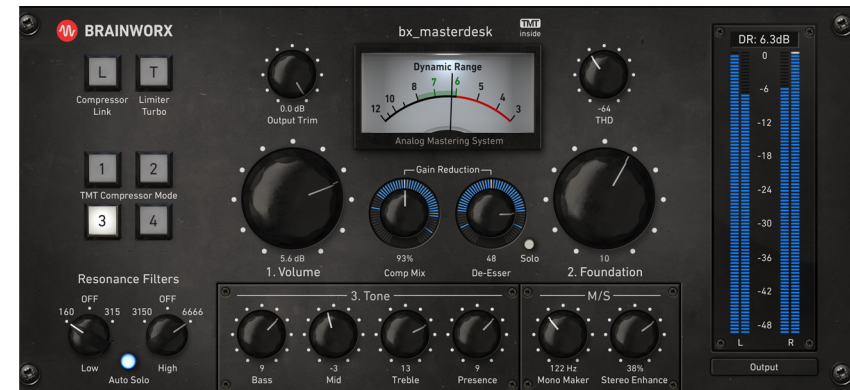 BRAINWORX
bx_masterdesk
TMT
inside
DR: 6.3dB
L
T
Compressor
Link
Limiter
Turbo
0.0 dB
Output Trim
Dynamic Range
12 10 8 7 6 5 4 3
Analog Mastering System
-64
THD
1
2
TMT Compressor Mode
3
4
Gain Reduction
5.6 dB
1. Volume
93%
Comp Mix
48
De-Esser
Solo
10
2. Foundation
Resonance Filters
OFF
160 315
Low
OFF
3150 6666
High
Auto Solo
3. Tone
9
Bass
-3
Mid
13
Treble
9
Presence
M/S
122 Hz
Mono Maker
38%
Stereo Enhance
0
-6
-12
-18
-24
-30
-36
-42
-48
L R
Output